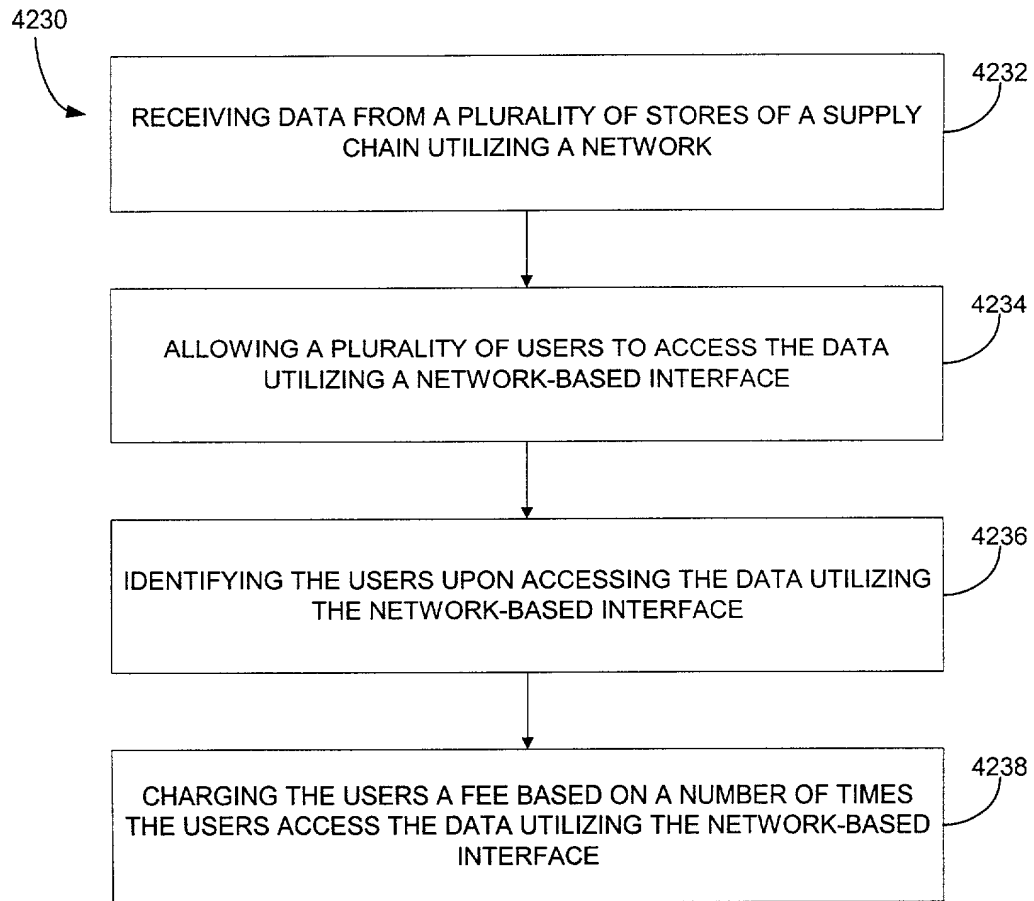 4230
4232
RECEIVING DATA FROM A PLURALITY OF STORES OF A SUPPLY
CHAIN UTILIZING A NETWORK
4234
ALLOWING A PLURALITY OF USERS TO ACCESS THE DATA
UTILIZING A NETWORK-BASED INTERFACE
4236
IDENTIFYING THE USERS UPON ACCESSING THE DATA UTILIZING
THE NETWORK-BASED INTERFACE
4238
CHARGING THE USERS A FEE BASED ON A NUMBER OF TIMES
THE USERS ACCESS THE DATA UTILIZING THE NETWORK-BASED
INTERFACE